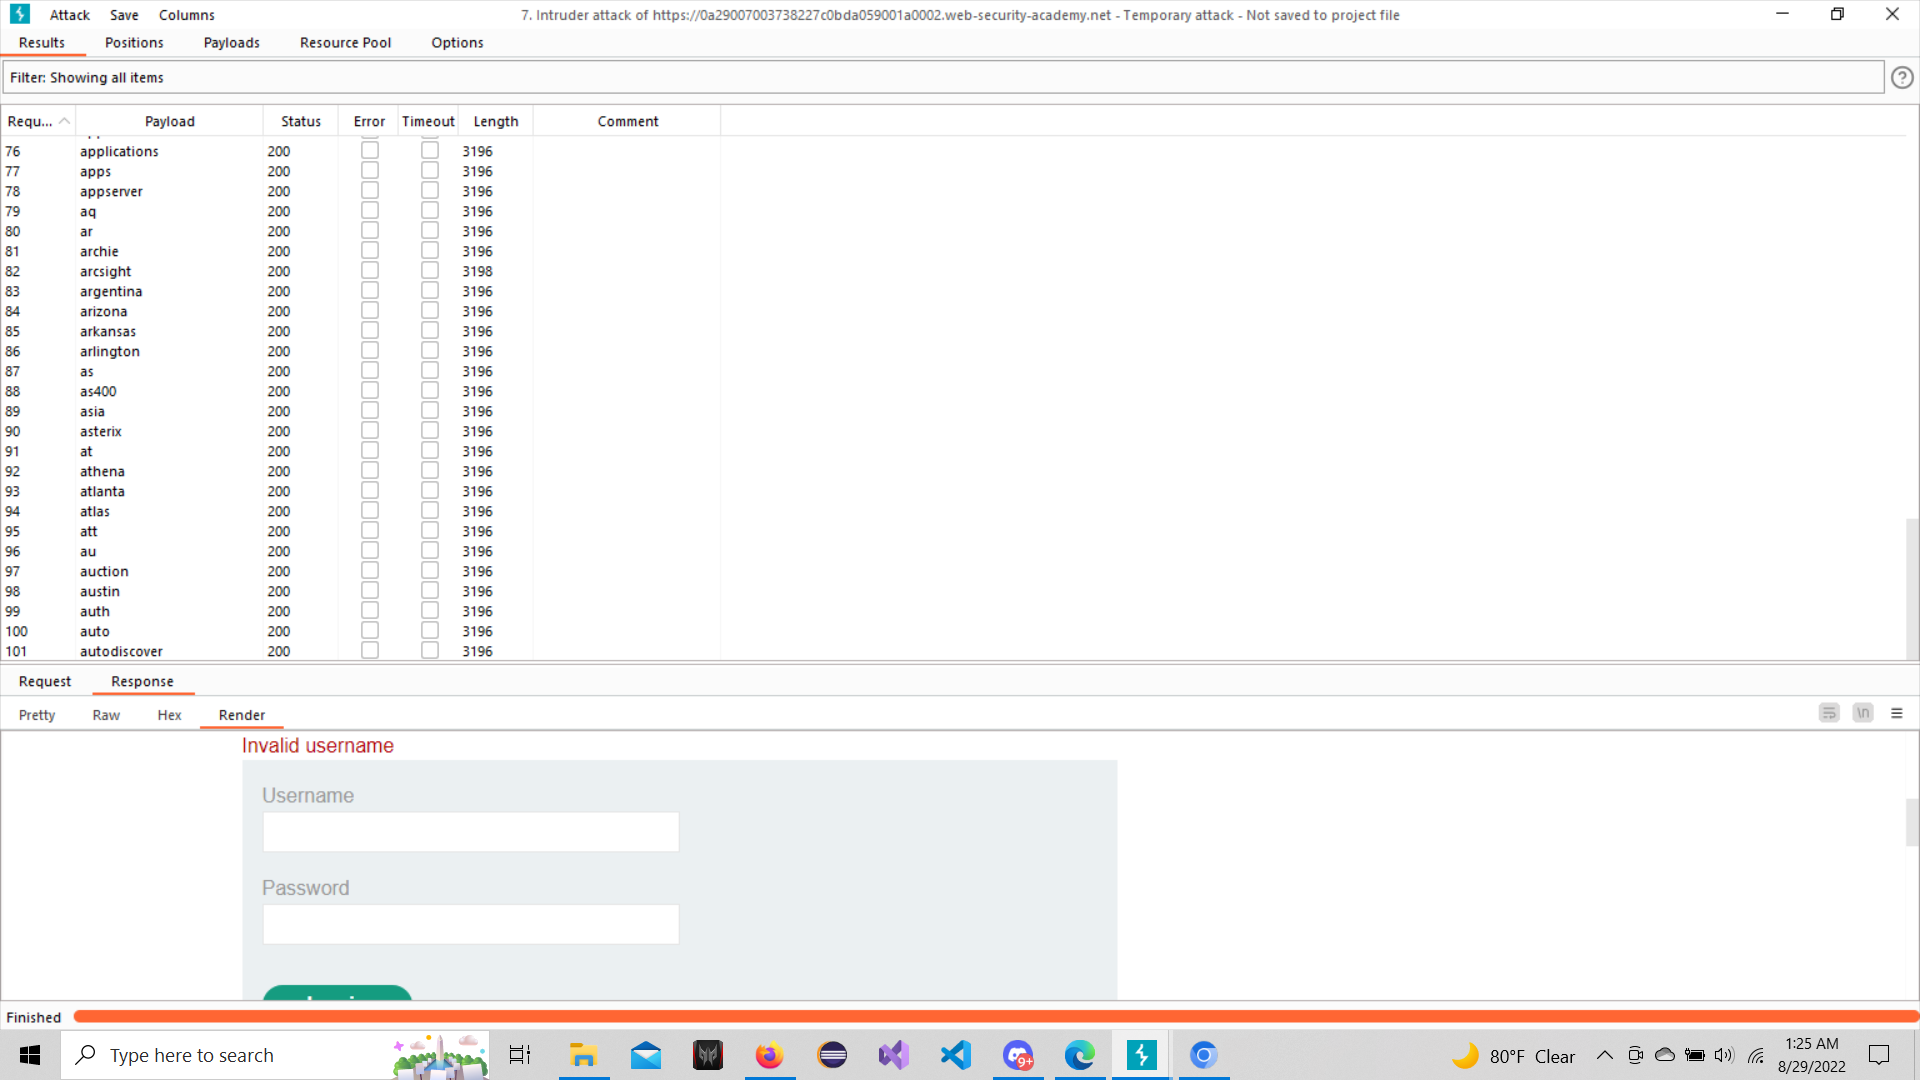 Attack Save Columns 7. Intruder attack of https://0a29007003738227c0bda059001a0002.web-security-academy.net - Temporary attack - Not saved to project file
Results Positions Payloads Resource Pool Options
Filter: Showing all items
Requ... Payload Status Error Timeout Length Comment
76 applications 200 3196
77 apps 200 3196
78 appserver 200 3196
79 aq 200 3196
80 ar 200 3196
81 archie 200 3196
82 arcsight 200 3198
83 argentina 200 3196
84 arizona 200 3196
85 arkansas 200 3196
86 arlington 200 3196
87 as 200 3196
88 as400 200 3196
89 asia 200 3196
90 asterix 200 3196
91 at 200 3196
92 athena 200 3196
93 atlanta 200 3196
94 atlas 200 3196
95 att 200 3196
96 au 200 3196
97 auction 200 3196
98 austin 200 3196
99 auth 200 3196
100 auto 200 3196
101 autodiscover 200 3196
Request Response
Pretty Raw Hex Render \n
Invalid username
Username
Password
Finished
Type here to search 9+ 80°F Clear 1:25 AM
8/29/2022